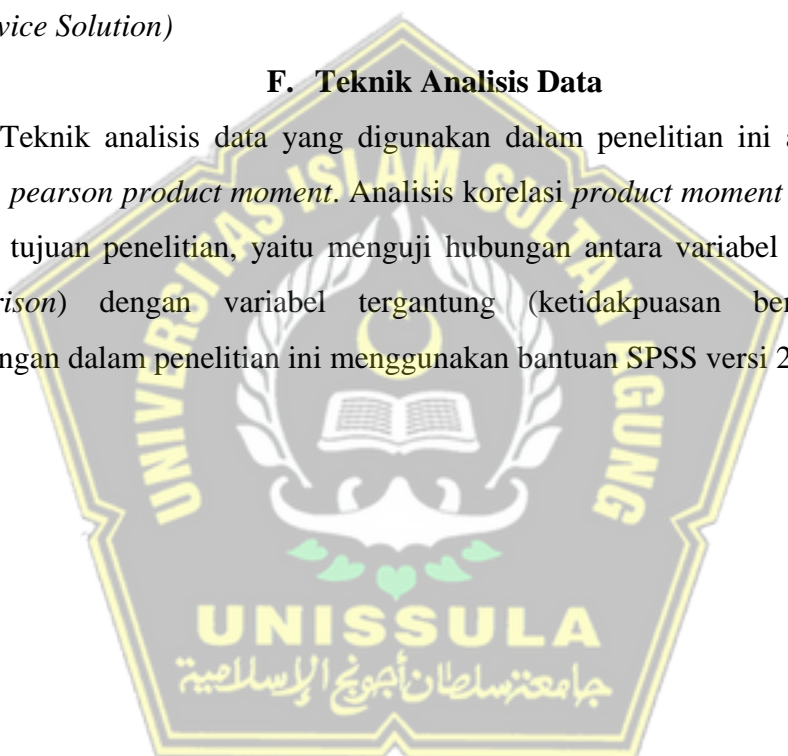 vice Solution)
F. Teknik Analisis Data
Teknik analisis data yang digunakan dalam penelitian ini a
pearson product moment. Analisis korelasi product moment
tujuan penelitian, yaitu menguji hubungan antara variabel
rison) dengan variabel tergantung (ketidakpuasan ber
ngan dalam penelitian ini menggunakan bantuan SPSS versi 2
UNIVERSITAS ISLAM SULTAN AGUNG
UNISSULA
جامعة سلطان أجونج الإسلامية